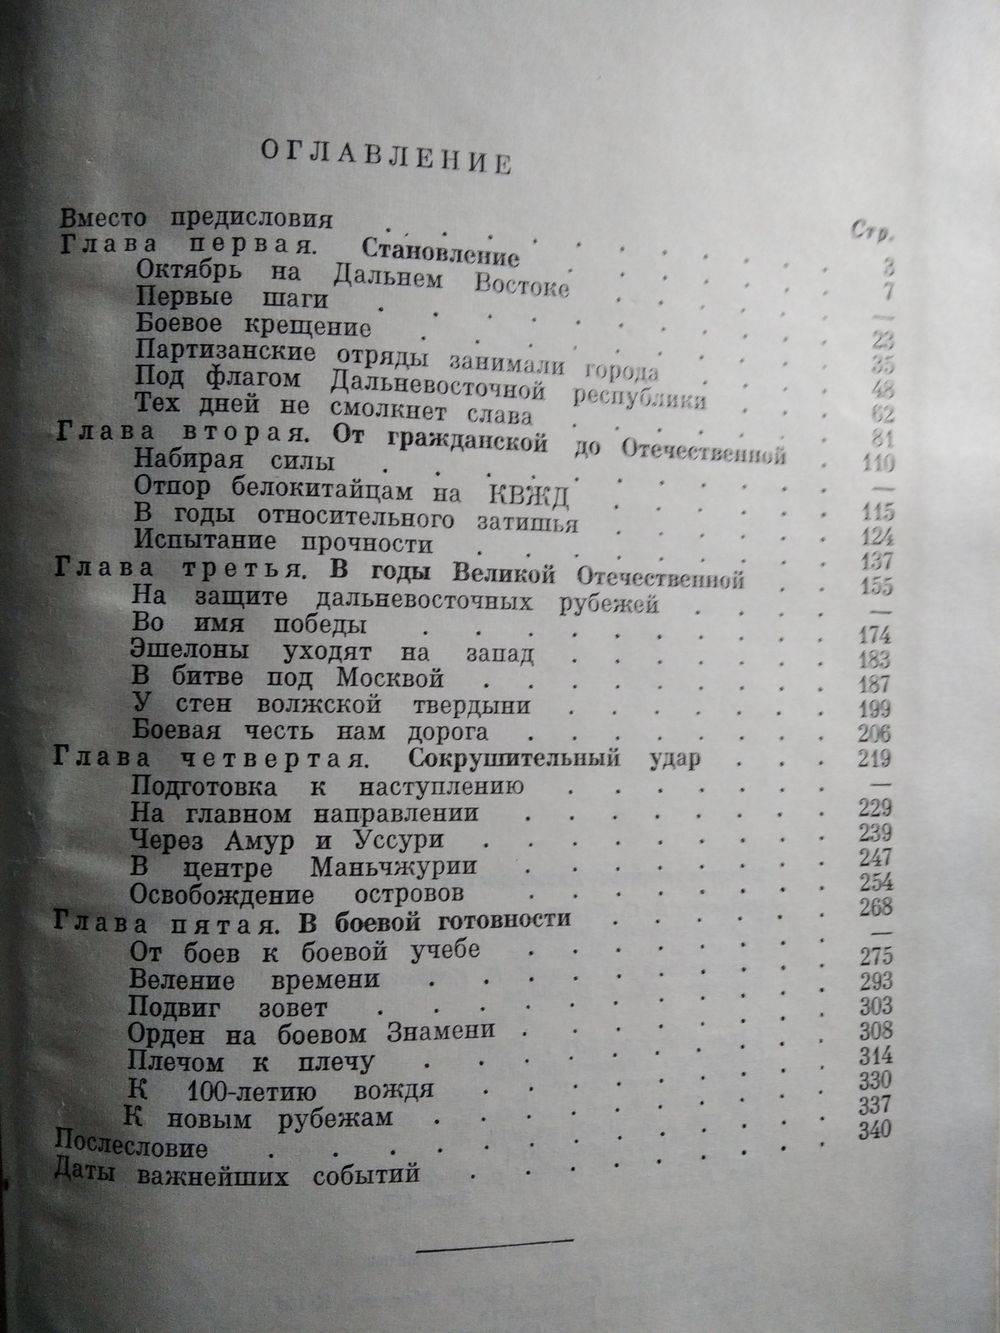 ОГЛАВЛЕНИЕ
Стр.
Вместо предисловия . . . . . . . . . 3
Глава первая. Становление . . . . . . 7
Октябрь на Дальнем Востоке . . . . . —
Первые шаги . . . . . . . . . 23
Боевое крещение . . . . . . . . 35
Партизанские отряды занимали города . . . 48
Под флагом Дальневосточной республики . . 62
Тех дней не смолкнет слава . . . . . . 81
Глава вторая. От гражданской до Отечественной . 110
Набирая силы . . . . . . . . . —
Отпор белокитайцам на КВЖД . . . . . 115
В годы относительного затишья . . . . . 124
Испытание прочности . . . . . . . 137
Глава третья. В годы Великой Отечественной . . 155
На защите дальневосточных рубежей . . . . —
Во имя победы . . . . . . . . 174
Эшелоны уходят на запад . . . . . . 183
В битве под Москвой . . . . . . . . 187
У стен волжской твердыни . . . . . . 199
Боевая честь нам дорога . . . . . . . 206
Глава четвертая. Сокрушительный удар . . . 219
Подготовка к наступлению . . . . . . —
На главном направлении . . . . . . . 229
Через Амур и Уссури . . . . . . . . 239
В центре Маньчжурии . . . . . . . 247
Освобождение островов . . . . . . . 254
Глава пятая. В боевой готовности . . . . . . 268
От боев к боевой учебе . . . . . . . —
Веление времени . . . . . . . . . 275
Подвиг зовет . . . . . . . . . . 293
Орден на боевом Знамени . . . . . . . 303
Плечом к плечу . . . . . . . . . 308
К 100-летию вождя . . . . . . . . 314
К новым рубежам . . . . . . . . . 330
Послесловие . . . . . . . . . . . . 337
Даты важнейших событий . . . . . . . . 340